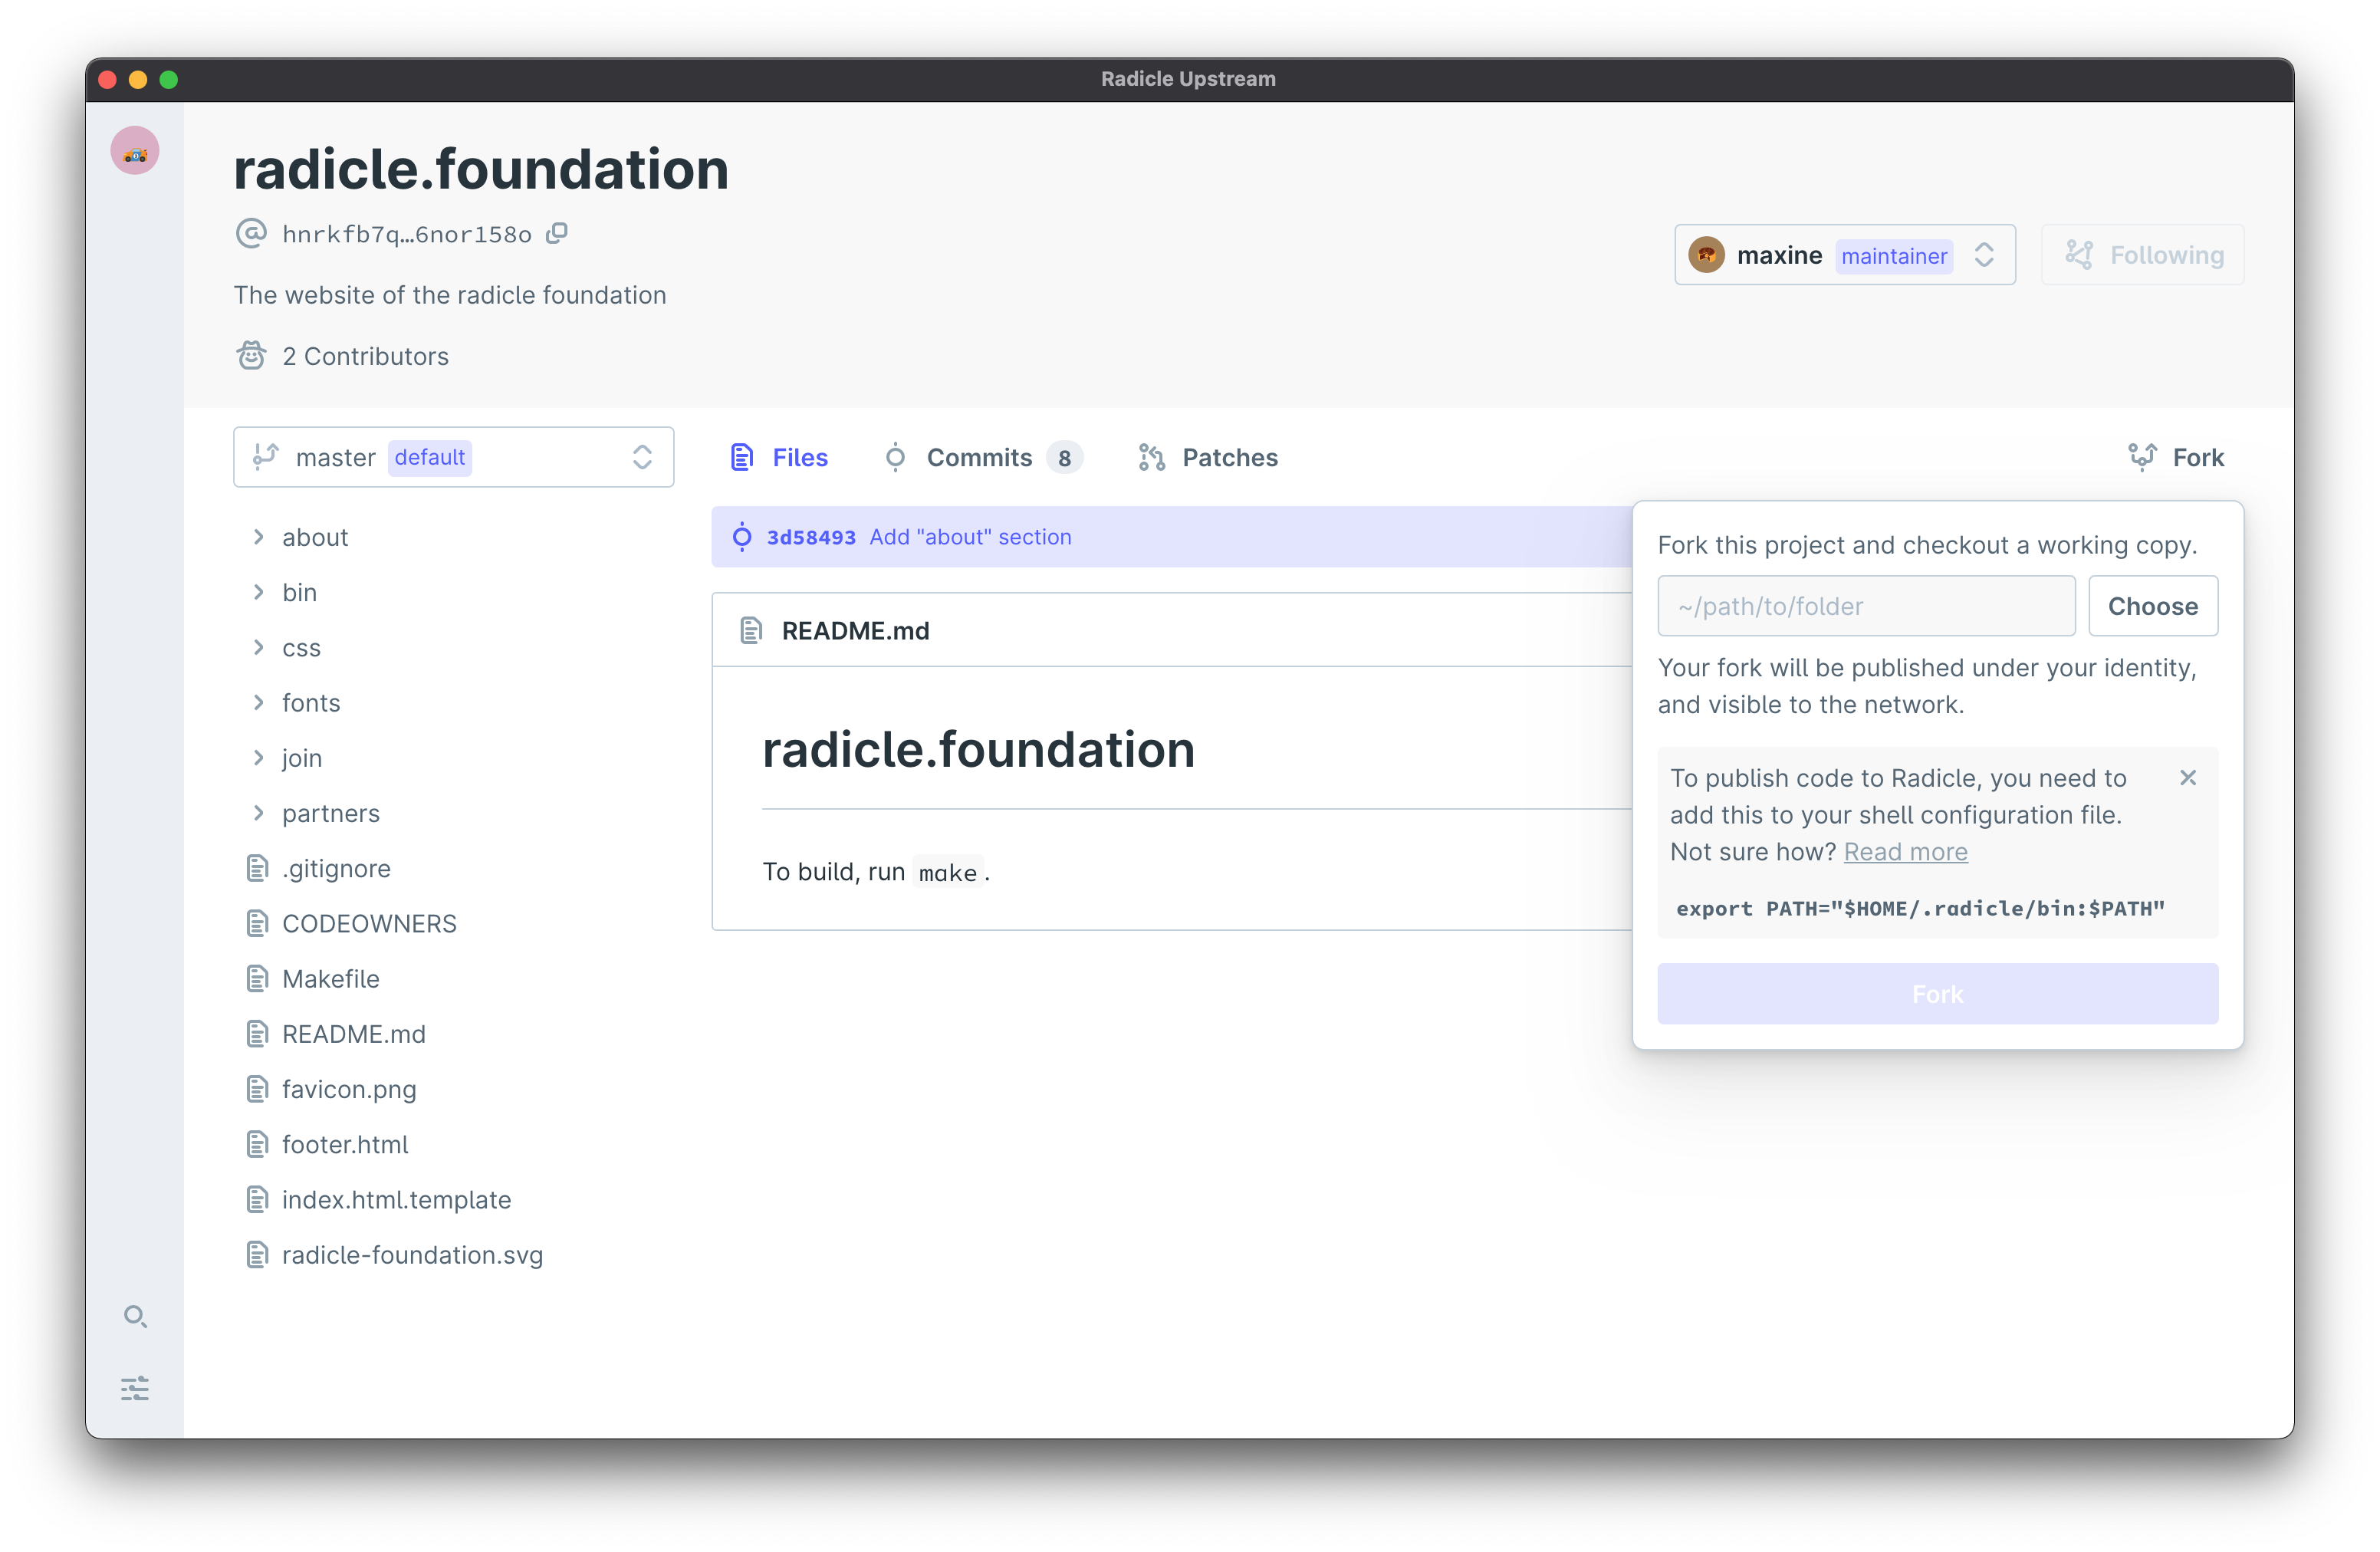 Radicle Upstream
radicle.foundation
hnrkfb7q…6nor158o
The website of the radicle foundation
2 Contributors
maxine maintainer
Following
master default
Files
Commits 8
Patches
Fork
about
bin
css
fonts
join
partners
.gitignore
CODEOWNERS
Makefile
README.md
favicon.png
footer.html
index.html.template
radicle-foundation.svg
3d58493 Add "about" section
README.md
radicle.foundation
To build, run make.
Fork this project and checkout a working copy.
~/path/to/folder
Choose
Your fork will be published under your identity,
and visible to the network.
To publish code to Radicle, you need to
add this to your shell configuration file.
Not sure how? Read more
export PATH="$HOME/.radicle/bin:$PATH"
Fork